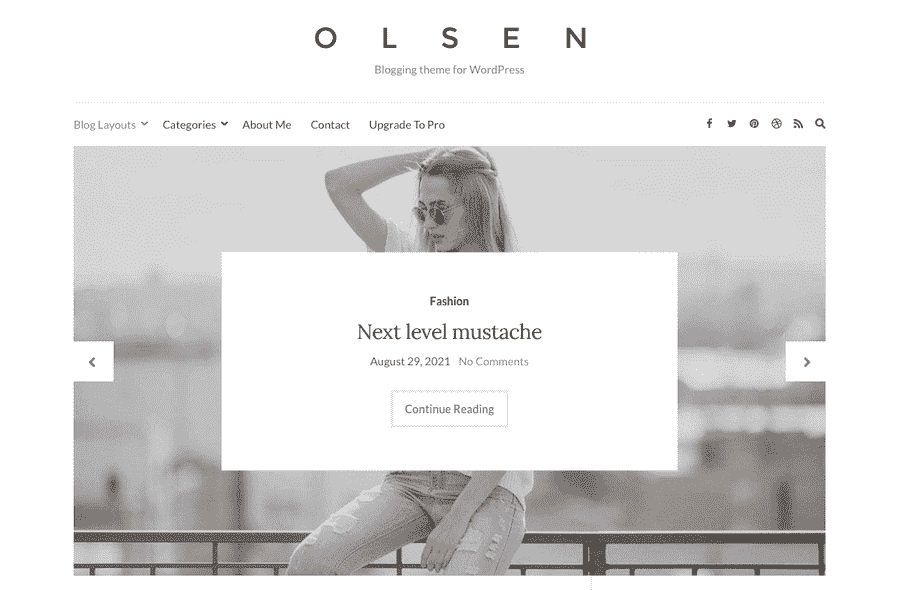 O L S E N
Blogging theme for WordPress
Blog Layouts Categories About Me Contact Upgrade To Pro
Fashion
Next level mustache
August 29, 2021 No Comments
Continue Reading